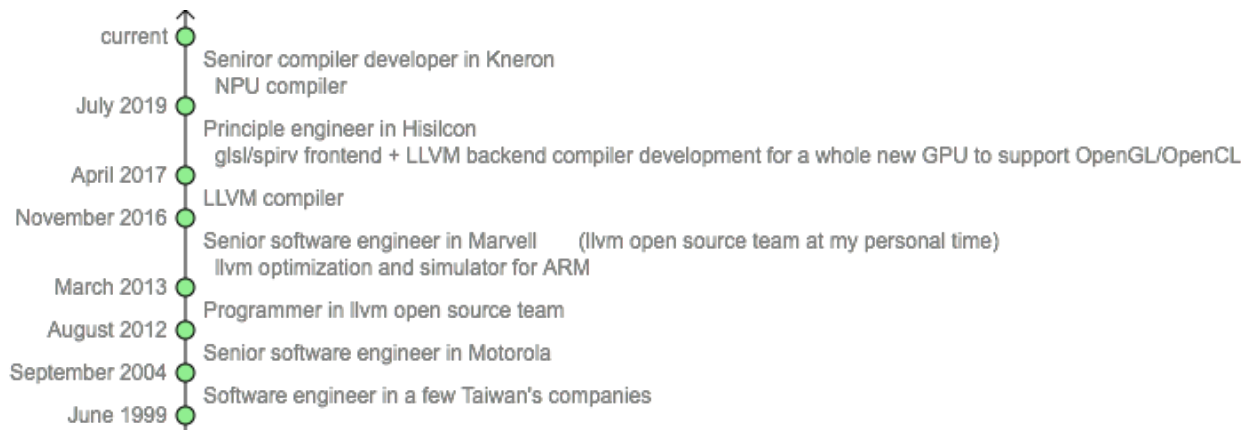 current
Seniror compiler developer in Kneron
NPU compiler
July 2019
Principle engineer in Hisilcon
glsl/spirv frontend + LLVM backend compiler development for a whole new GPU to support OpenGL/OpenCL
April 2017
LLVM compiler
November 2016
Senior software engineer in Marvell (llvm open source team at my personal time)
llvm optimization and simulator for ARM
March 2013
Programmer in llvm open source team
August 2012
Senior software engineer in Motorola
September 2004
Software engineer in a few Taiwan's companies
June 1999